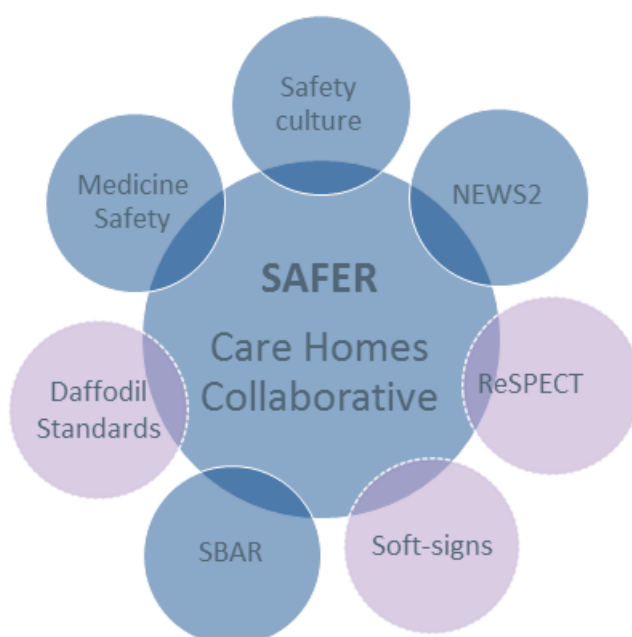 Safety
culture
NEWS2
Medicine
Safety
SAFER
Care Homes
Collaborative
ReSPECT
Daffodil
Standards
Soft-signs
SBAR